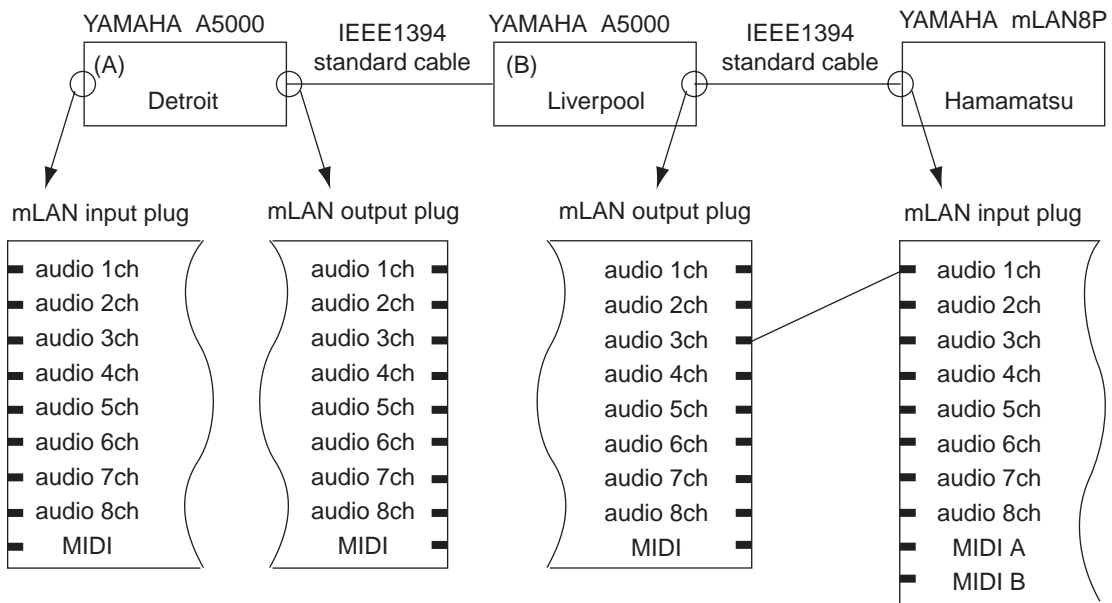 YAMAHA A5000
IEEE1394
standard cable
YAMAHA A5000
IEEE1394
standard cable
YAMAHA mLAN8P
(A)
Detroit
(B)
Liverpool
Hamamatsu
mLAN input plug
audio 1ch
audio 2ch
audio 3ch
audio 4ch
audio 5ch
audio 6ch
audio 7ch
audio 8ch
MIDI
mLAN output plug
audio 1ch
audio 2ch
audio 3ch
audio 4ch
audio 5ch
audio 6ch
audio 7ch
audio 8ch
MIDI
mLAN output plug
audio 1ch
audio 2ch
audio 3ch
audio 4ch
audio 5ch
audio 6ch
audio 7ch
audio 8ch
MIDI
mLAN input plug
audio 1ch
audio 2ch
audio 3ch
audio 4ch
audio 5ch
audio 6ch
audio 7ch
audio 8ch
MIDI A
MIDI B